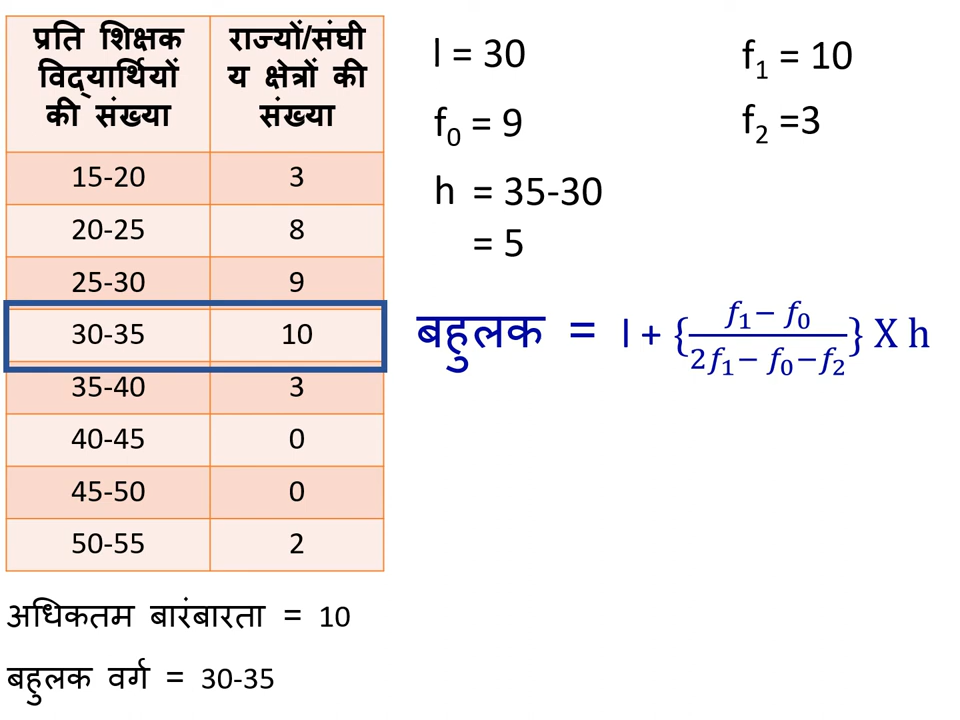 प्रति शिक्षक विद्यार्थियों की संख्या | राज्यों/संघीय क्षेत्रों की संख्या
15-20 | 3
20-25 | 8
25-30 | 9
30-35 | 10
35-40 | 3
40-45 | 0
45-50 | 0
50-55 | 2
अधिकतम बारंबारता = 10
बहुलक वर्ग = 30-35
l = 30
f₁ = 10
f₀ = 9
f₂ =3
h = 35-30
= 5
बहुलक = l + {(f₁− f₀)/(2f₁− f₀−f₂)} X h